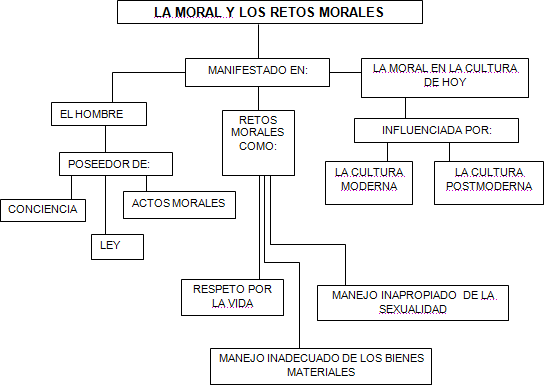 LA MORAL Y LOS RETOS MORALES
MANIFESTADO EN:
LA MORAL EN LA CULTURA
DE HOY
EL HOMBRE
RETOS
MORALES
COMO:
INFLUENCIADA POR:
POSEEDOR DE:
LA CULTURA
MODERNA
LA CULTURA
POSTMODERNA
CONCIENCIA
ACTOS MORALES
LEY
RESPETO POR
LA VIDA
MANEJO INAPROPIADO DE LA
SEXUALIDAD
MANEJO INADECUADO DE LOS BIENES
MATERIALES